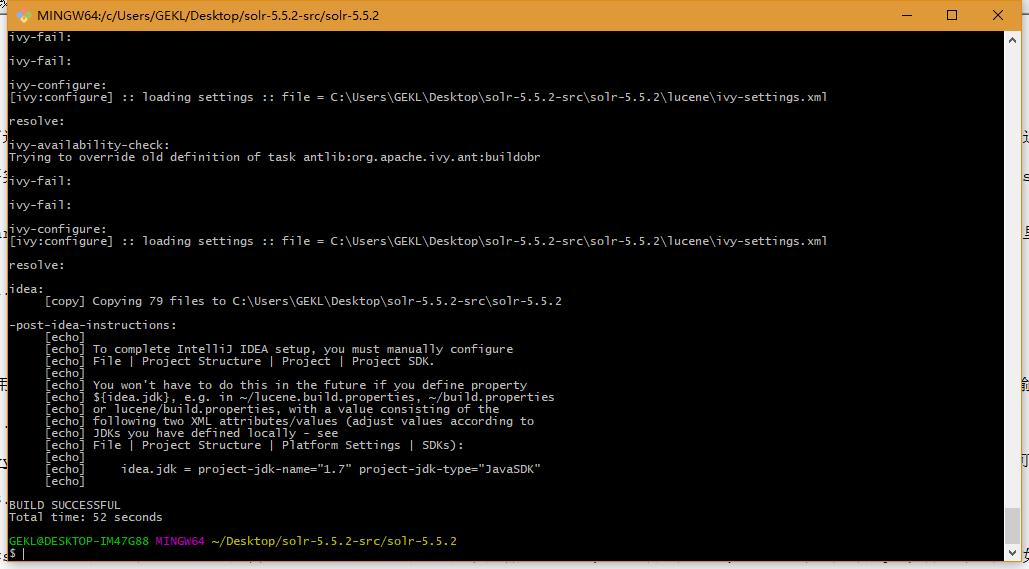 MINGW64:/c/Users/GEKL/Desktop/solr-5.5.2-src/solr-5.5.2
ivy-fail:
ivy-fail:
ivy-configure:
[ivy:configure] :: loading settings :: file = C:\Users\GEKL\Desktop\solr-5.5.2-src\solr-5.5.2\lucene\ivy-settings.xml
resolve:
ivy-availability-check:
Trying to override old definition of task antlib:org.apache.ivy.ant:buildobr
ivy-fail:
ivy-fail:
ivy-configure:
[ivy:configure] :: loading settings :: file = C:\Users\GEKL\Desktop\solr-5.5.2-src\solr-5.5.2\lucene\ivy-settings.xml
resolve:
idea:
[copy] Copying 79 files to C:\Users\GEKL\Desktop\solr-5.5.2-src\solr-5.5.2
-post-idea-instructions:
[echo]
[echo] To complete IntelliJ IDEA setup, you must manually configure
[echo] File | Project Structure | Project | Project SDK.
[echo]
[echo] You won't have to do this in the future if you define property
[echo] ${idea.jdk}, e.g. in ~/lucene.build.properties, ~/build.properties
[echo] or lucene/build.properties, with a value consisting of the
[echo] following two XML attributes/values (adjust values according to
[echo] JDKs you have defined locally - see
[echo] File | Project Structure | Platform Settings | SDKs):
[echo]
[echo] idea.jdk = project-jdk-name="1.7" project-jdk-type="JavaSDK"
[echo]
BUILD SUCCESSFUL
Total time: 52 seconds
GEKL@DESKTOP-IM47G88 MINGW64 ~/Desktop/solr-5.5.2-src/solr-5.5.2
$